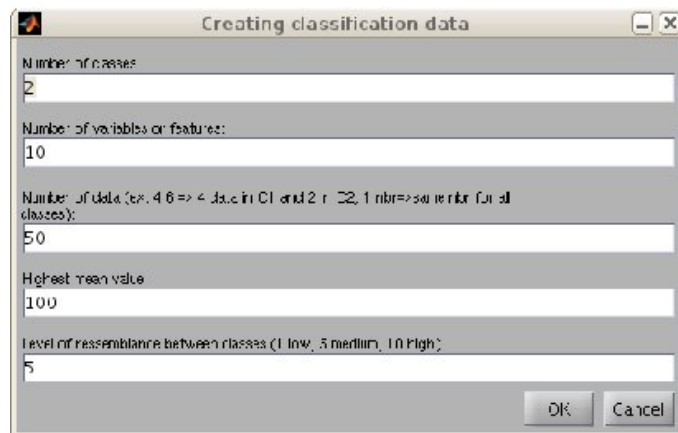 Creating classification data
Number of classes
2
Number of variables or features:
10
Number of data (ex. 4 6 => 4 data in C1 and 2 in C2, 1 nbr=>same nbr for all
classes):
50
Highest mean value
100
Level of ressemblance between classes (1 low, 5 medium, 10 high)
5
OK
Cancel